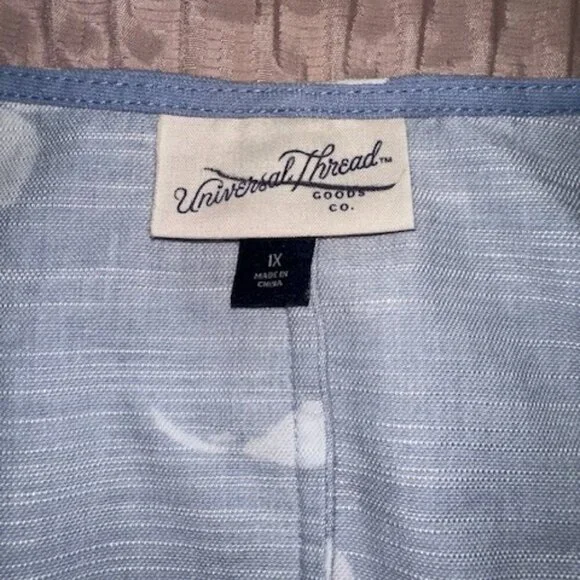 Universal Thread™
GOODS
CO.
1X
MADE IN
CHINA